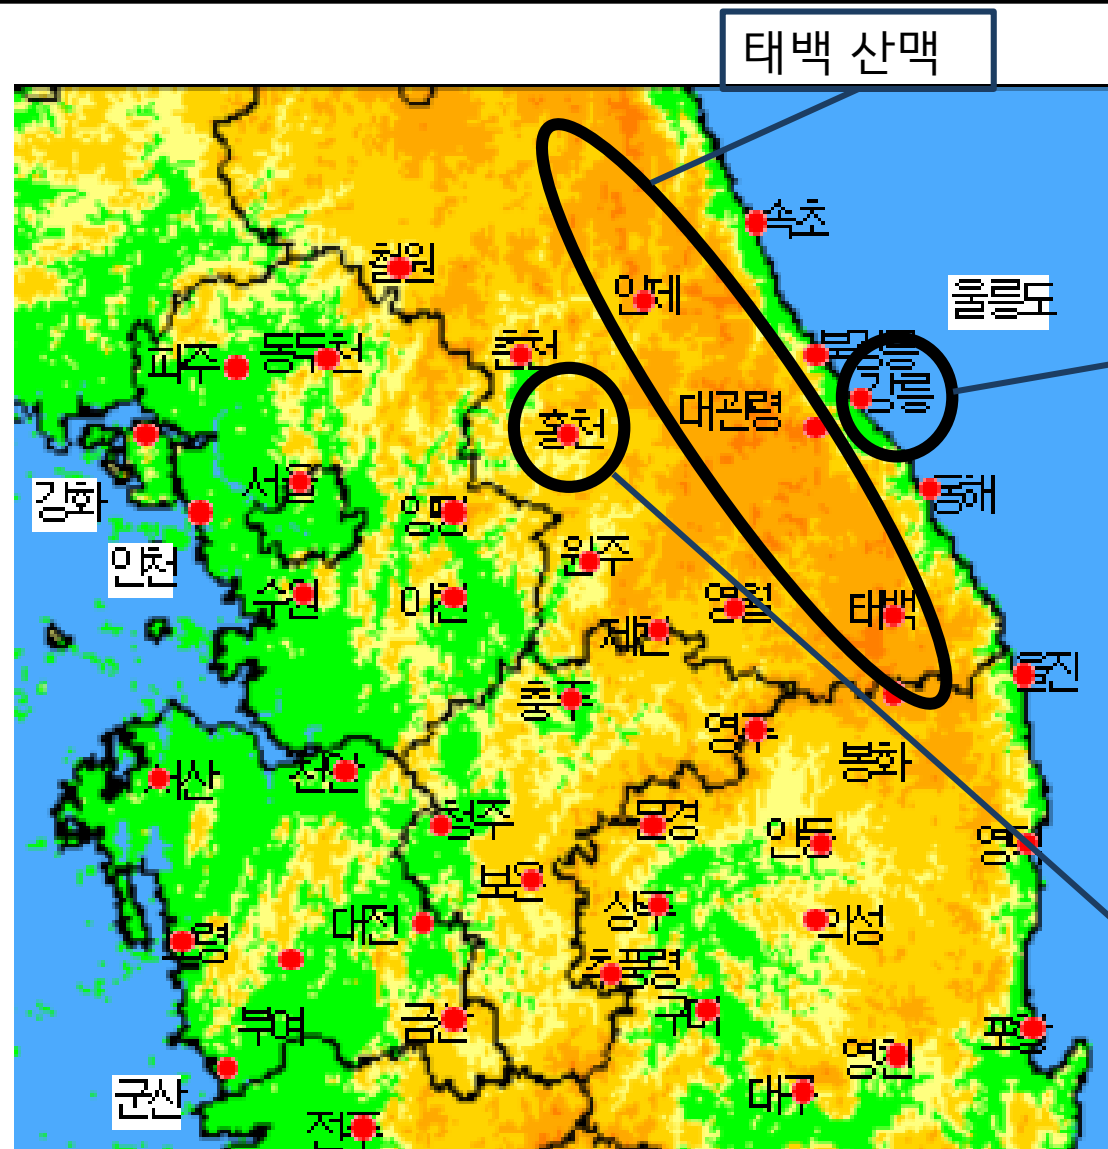 태백 산맥
속초
철원
인제
울릉도
파주
동두천
춘천
북강릉
강릉
대관령
홍천
서울
강화
양평
동해
인천
원주
수원
이천
영월
태백
제천
울진
충주
영주
봉화
서산
천안
청주
문경
안동
영덕
보은
상주
의성
대전
보령
추풍령
구미
부여
금산
포항
영천
군산
대구
전주